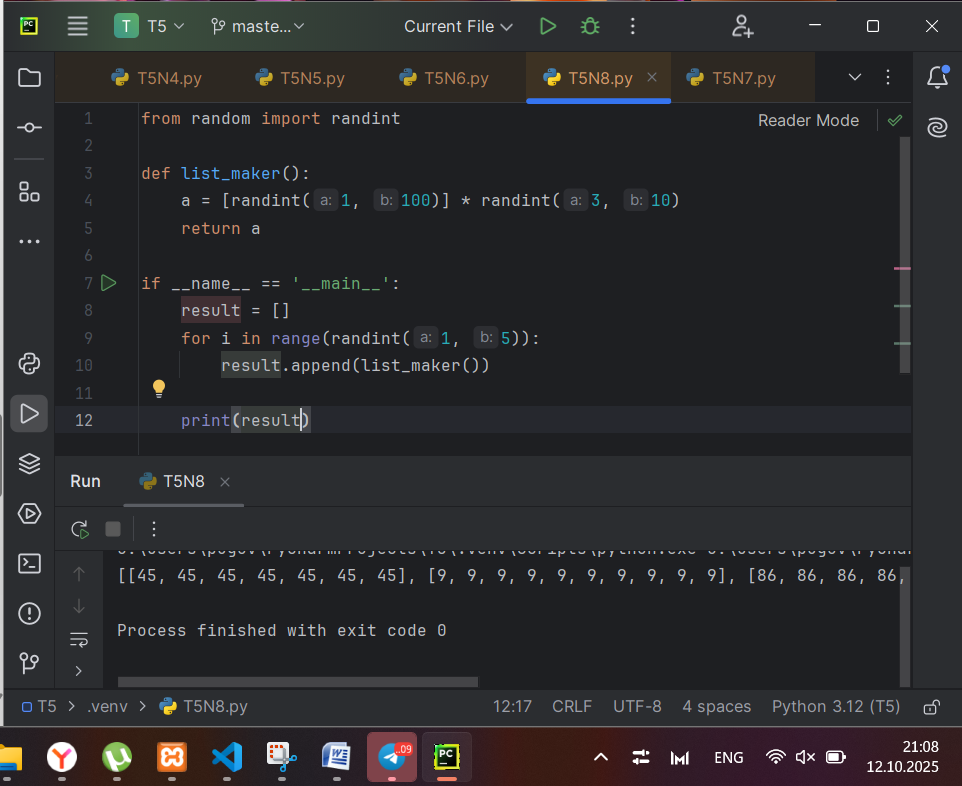 PC T T5 maste... Current File
T5N4.py T5N5.py T5N6.py T5N8.py T5N7.py
Reader Mode
1 from random import randint
2
3 def list_maker():
4 a = [randint( a: 1, b: 100)] * randint( a: 3, b: 10)
5 return a
6
7 if __name__ == '__main__':
8 result = []
9 for i in range(randint( a: 1, b: 5)):
10 result.append(list_maker())
11
12 print(result)
Run T5N8
[[45, 45, 45, 45, 45, 45, 45], [9, 9, 9, 9, 9, 9, 9, 9, 9, 9], [86, 86, 86, 86,
Process finished with exit code 0
T5 > .venv > T5N8.py 12:17 CRLF UTF-8 4 spaces Python 3.12 (T5)
..09 PC ENG 21:08
12.10.2025